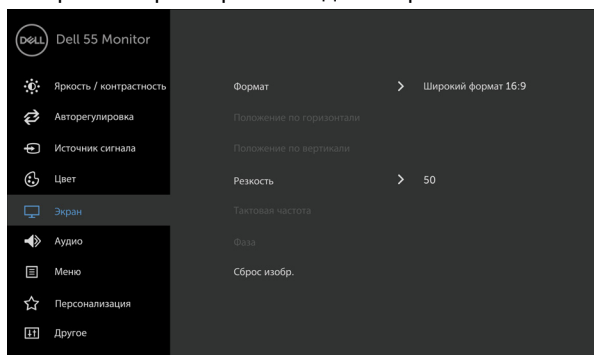 DELL
Dell 55 Monitor
Яркость / контрастность
Авторегулировка
Источник сигнала
Цвет
Экран
Аудио
Меню
Персонализация
Другое
Формат
Широкий формат 16:9
Положение по горизонтали
Положение по вертикали
Резкость
50
Тактовая частота
Фаза
Сброс изобр.